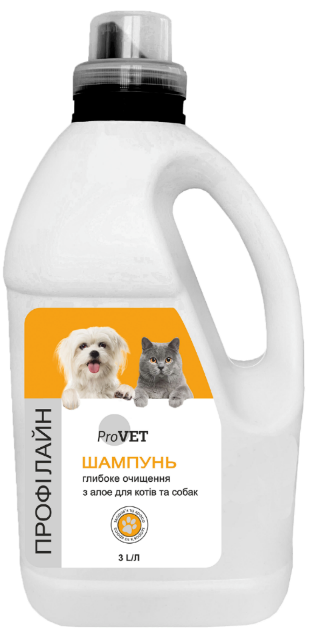 ПРОФІЛАЙН
ProVET
ШАМПУНЬ
глибоке очищення
з алое для котів та собак
3 L/Л